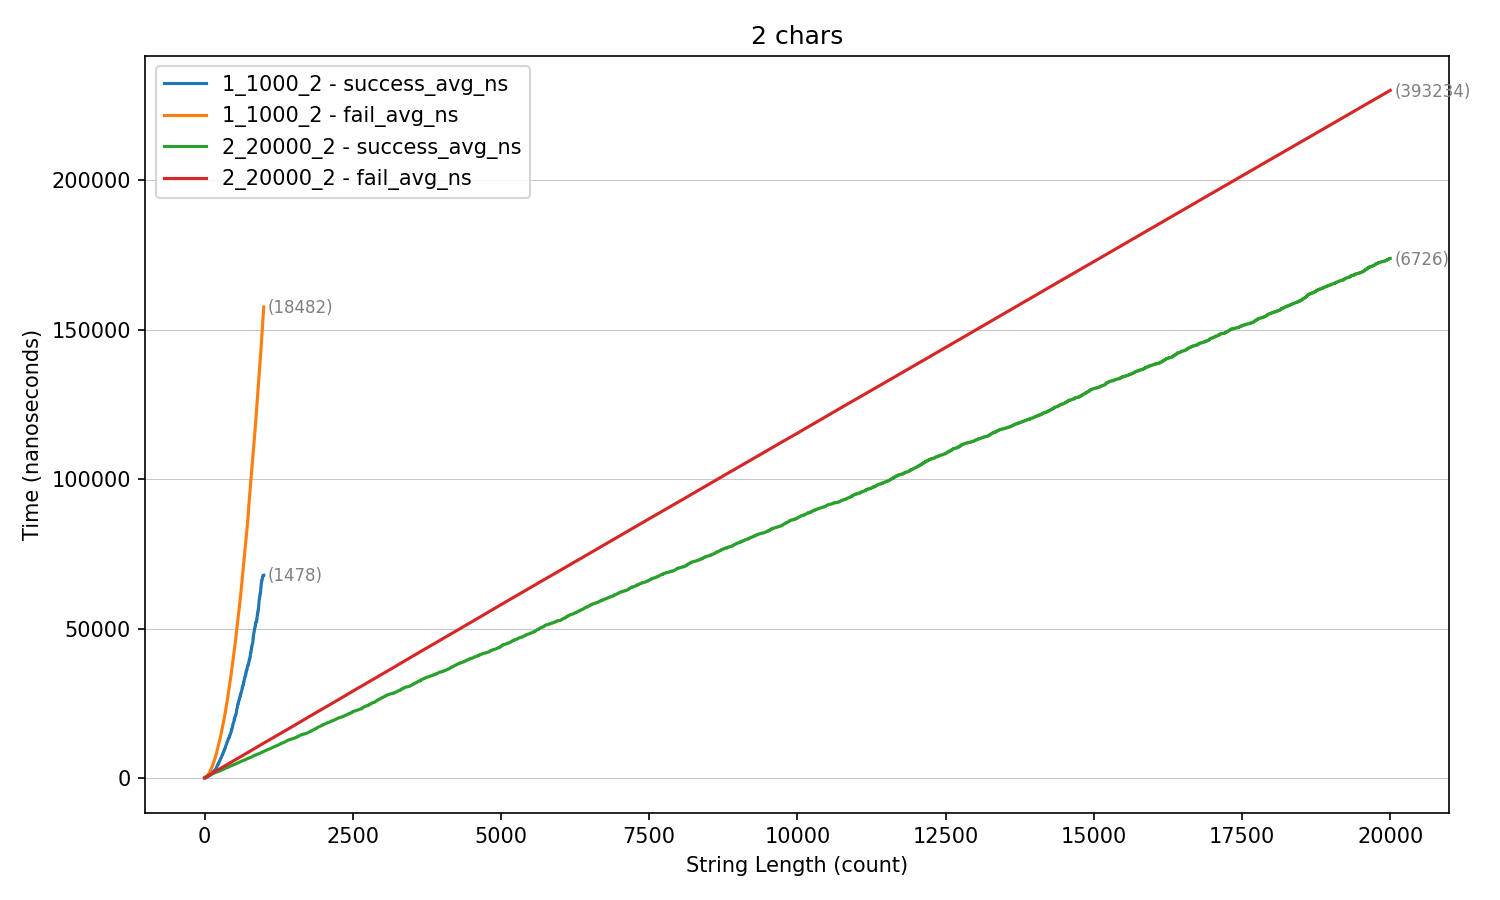 2 chars
1_1000_2 - success_avg_ns
1_1000_2 - fail_avg_ns
2_20000_2 - success_avg_ns
2_20000_2 - fail_avg_ns
(393234)
(6726)
(18482)
(1478)
Time (nanoseconds)
200000
150000
100000
50000
0
0 2500 5000 7500 10000 12500 15000 17500 20000
String Length (count)